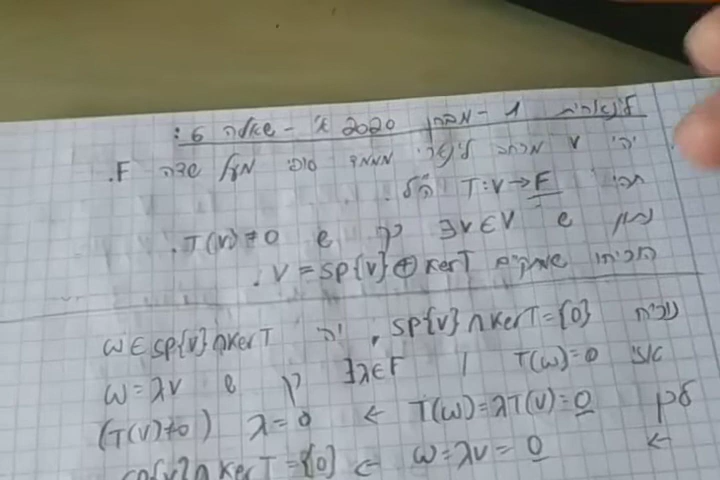 לינארית 1 - מבחן 2020 א' - שאלה 9:
יהי V מרחב לינארי ממימד סופי מעל שדה F.
תהי T: V→F ה"ל.
נתון ש ∃v∈V כך ש T(v)≠0.
הוכיחו שמתקיים V = sp{v} ⊕ kerT.
נוכיח sp{v}∩kerT={0}, יהי w∈sp{v}∩kerT
אז T(w)=0 ו ∃λ∈F כך ש w=λv
לכן T(w)=λT(v)=0 ← λ=0 (T(v)≠0)
← w=λv=0 ← sp{v}∩kerT={0}